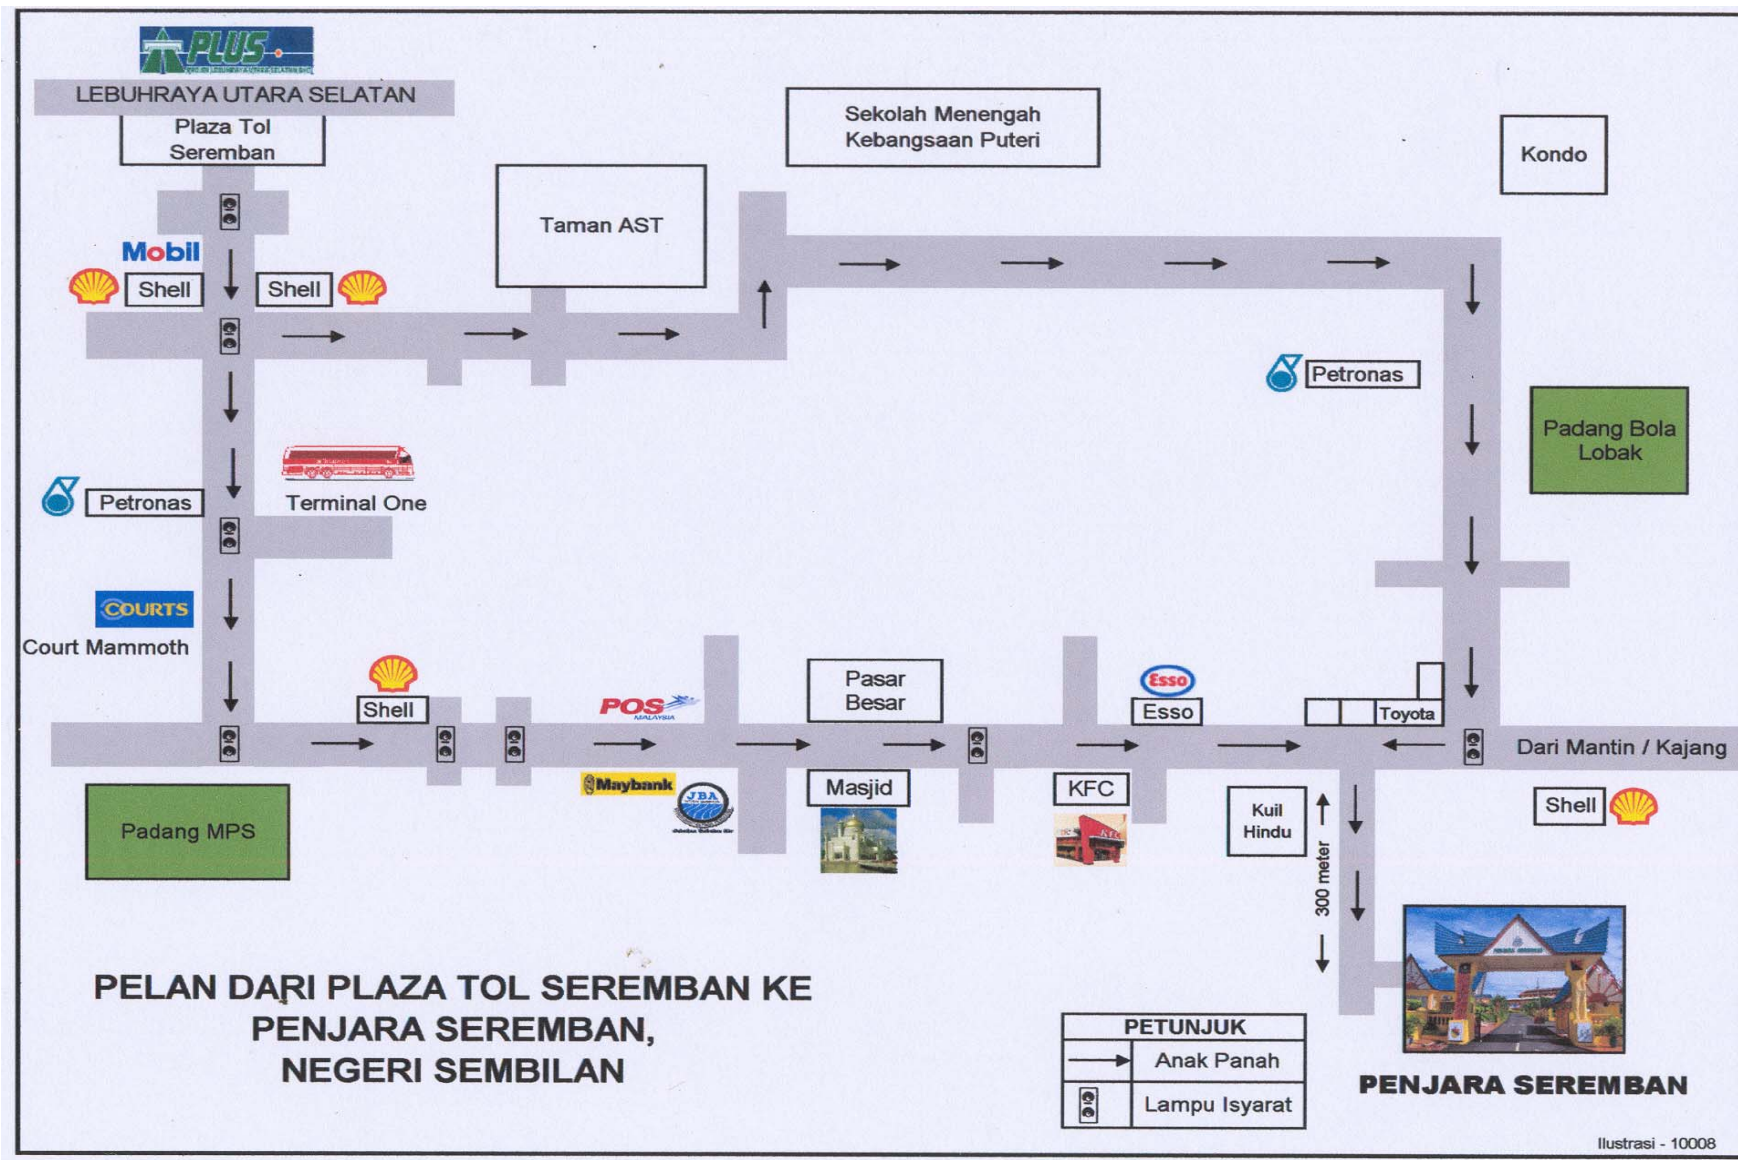 PLUS
LEBUHRAYA UTARA SELATAN
Plaza Tol
Seremban
Sekolah Menengah
Kebangsaan Puteri
Kondo
Taman AST
Mobil
Shell
Shell
Petronas
Padang Bola
Lobak
Petronas
Terminal One
COURTS
Court Mammoth
Shell
POS
MALAYSIA
Pasar
Besar
Esso
Esso
Toyota
Dari Mantin / Kajang
Maybank
JBA
Masjid
KFC
KFC
Kuil
Hindu
Shell
Padang MPS
300 meter
PELAN DARI PLAZA TOL SEREMBAN KE
PENJARA SEREMBAN,
NEGERI SEMBILAN
PETUNJUK
Anak Panah
Lampu Isyarat
PENJARA SEREMBAN
Ilustrasi - 10008